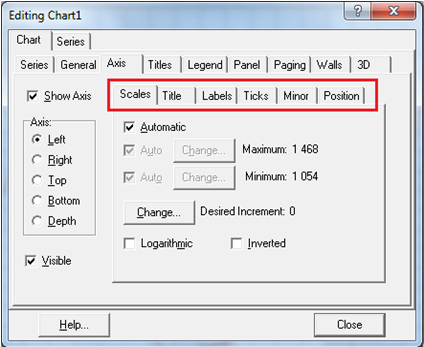 Editing Chart1
?
Chart Series
Series General Axis Titles Legend Panel Paging Walls 3D
Show Axis
Scales Title Labels Ticks Minor Position
Axis:
Left
Right
Top
Bottom
Depth
Visible
Automatic
Auto Change... Maximum: 1 468
Auto Change... Minimum: 1 054
Change... Desired Increment: 0
Logarithmic Inverted
Help... Close